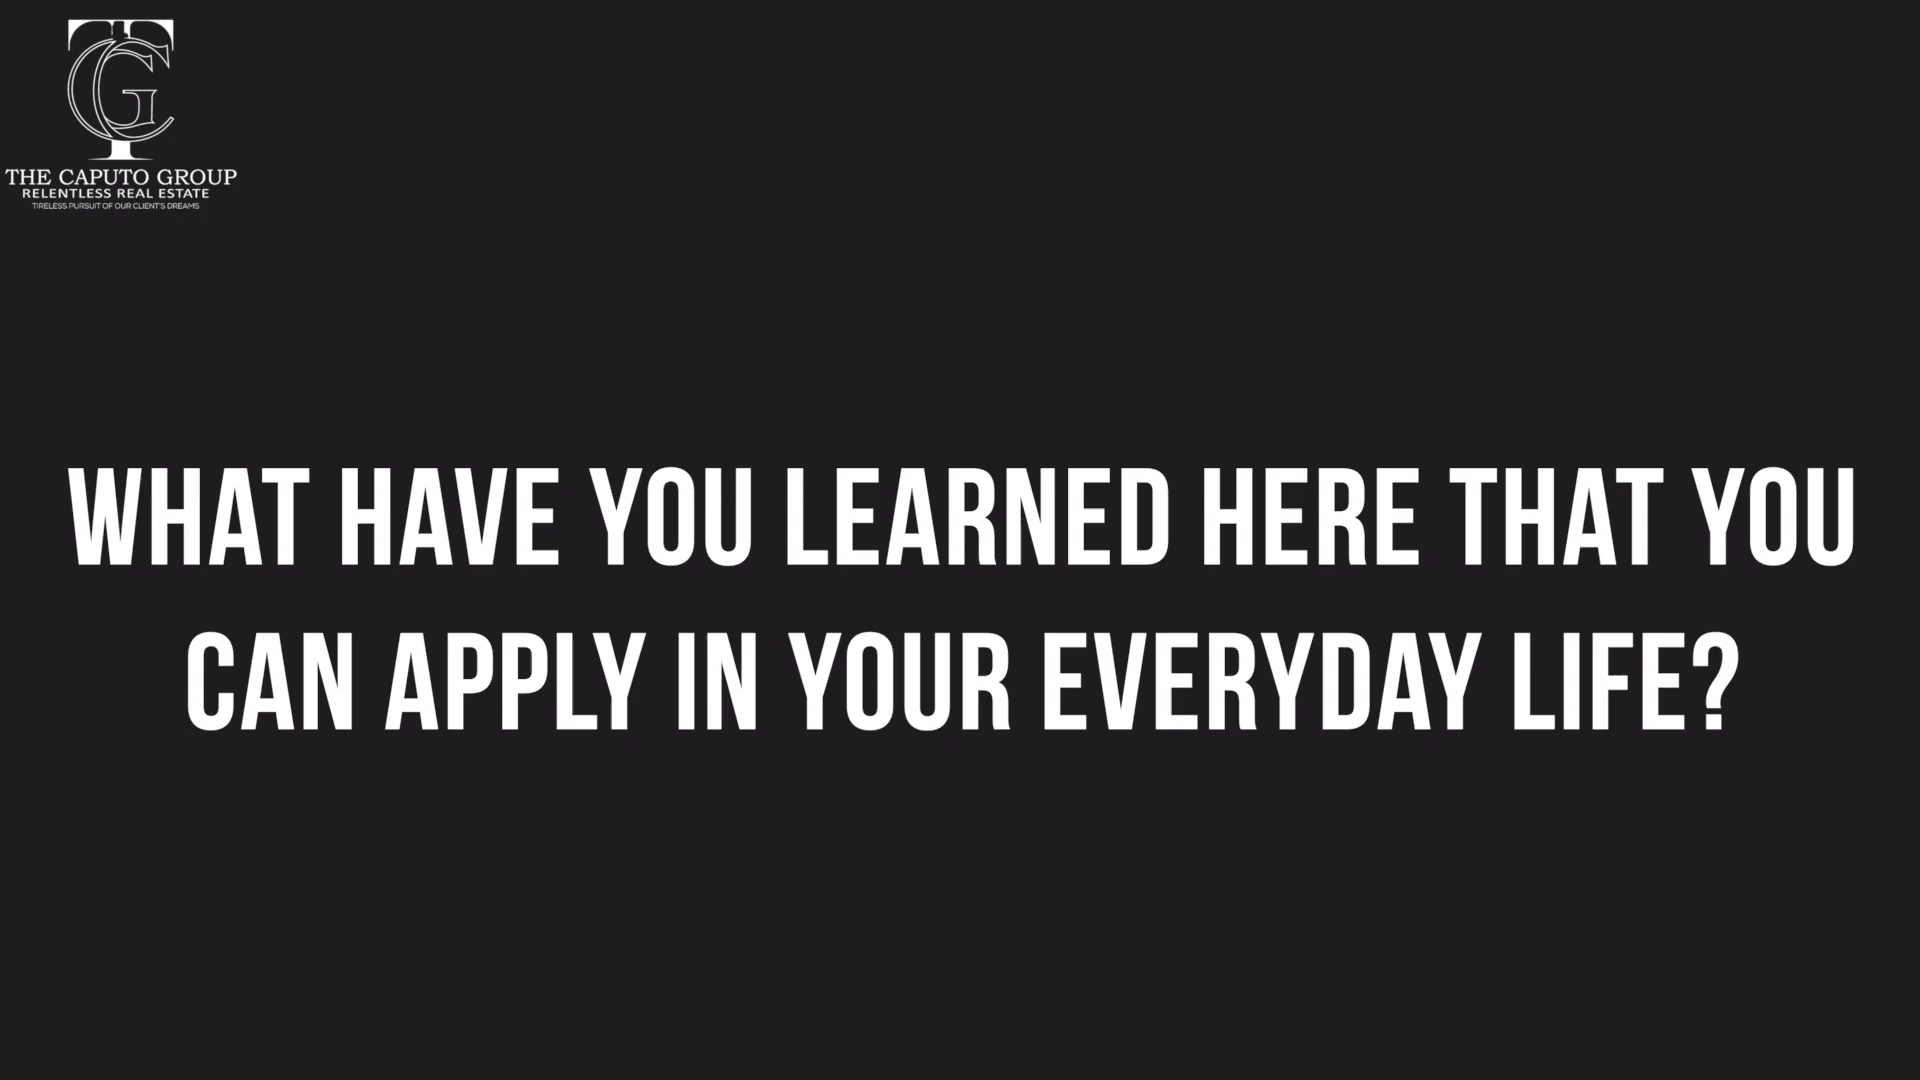 TCG
THE CAPUTO GROUP
RELENTLESS REAL ESTATE
TIRELESS PURSUIT OF OUR CLIENT'S DREAMS
WHAT HAVE YOU LEARNED HERE THAT YOU
CAN APPLY IN YOUR EVERYDAY LIFE?